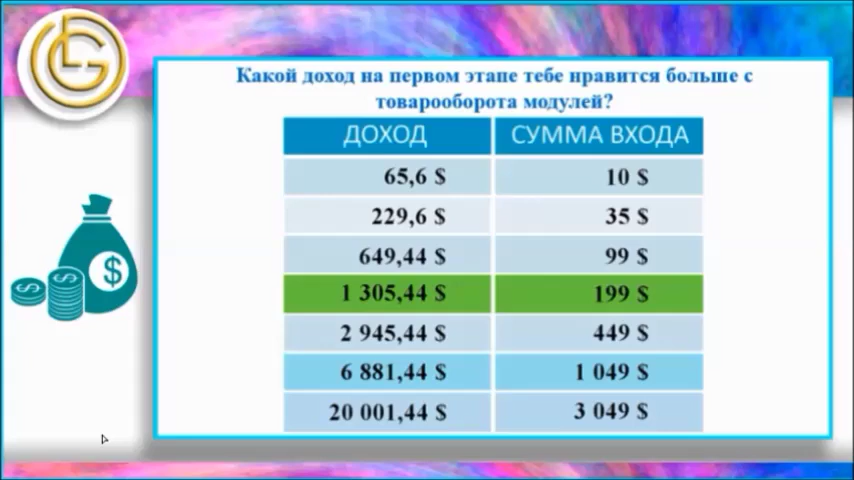 Какой доход на первом этапе тебе нравится больше с
товарооборота модулей?
ДОХОД СУММА ВХОДА
65,6 $ 10 $
229,6 $ 35 $
649,44 $ 99 $
1 305,44 $ 199 $
2 945,44 $ 449 $
6 881,44 $ 1 049 $
20 001,44 $ 3 049 $